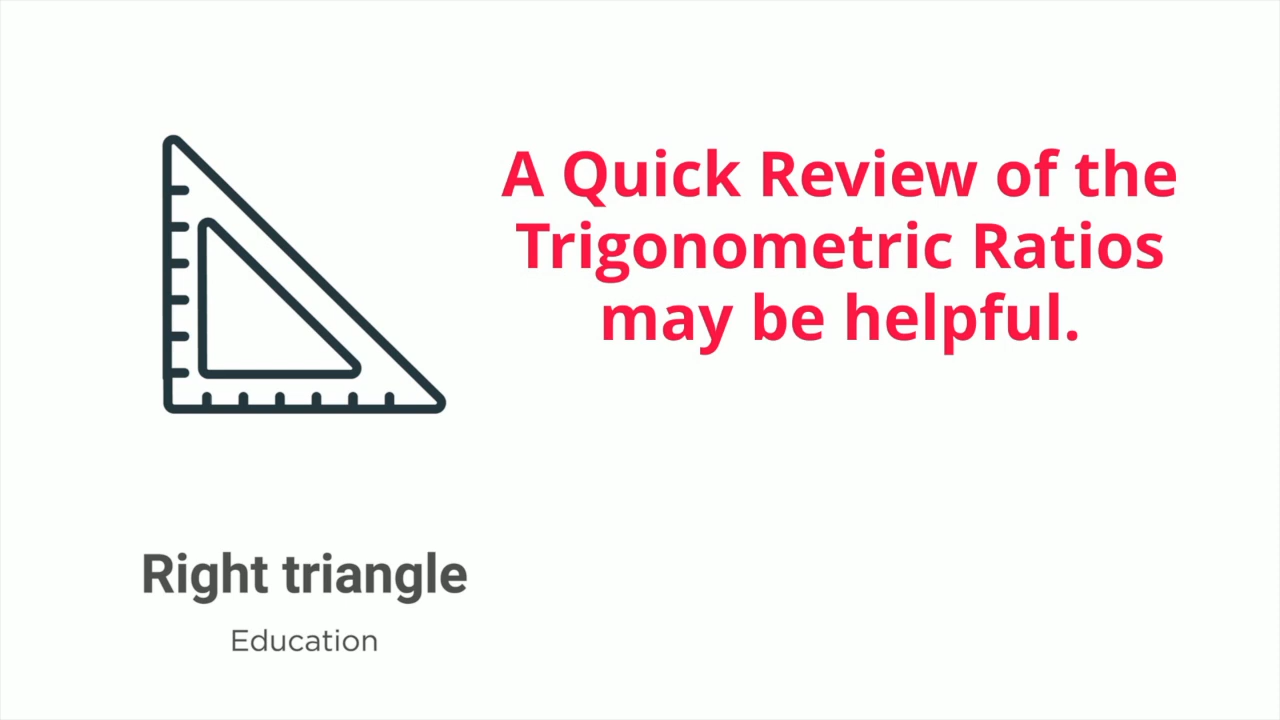 A Quick Review of the
Trigonometric Ratios
may be helpful.
Right triangle
Education